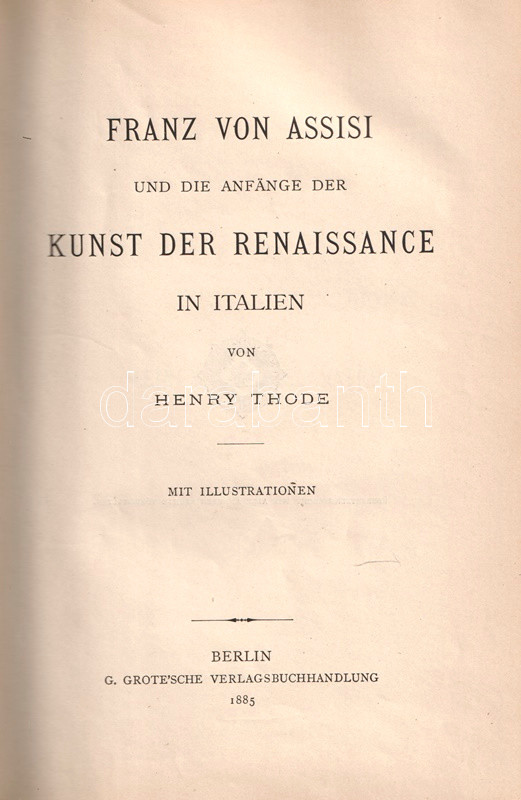 FRANZ VON ASSISI
UND DIE ANFÄNGE DER
KUNST DER RENAISSANCE
IN ITALIEN
VON
HENRY THODE
darabanth
MIT ILLUSTRATIONEN
BERLIN
G. GROTE'SCHE VERLAGSBUCHHANDLUNG
1885